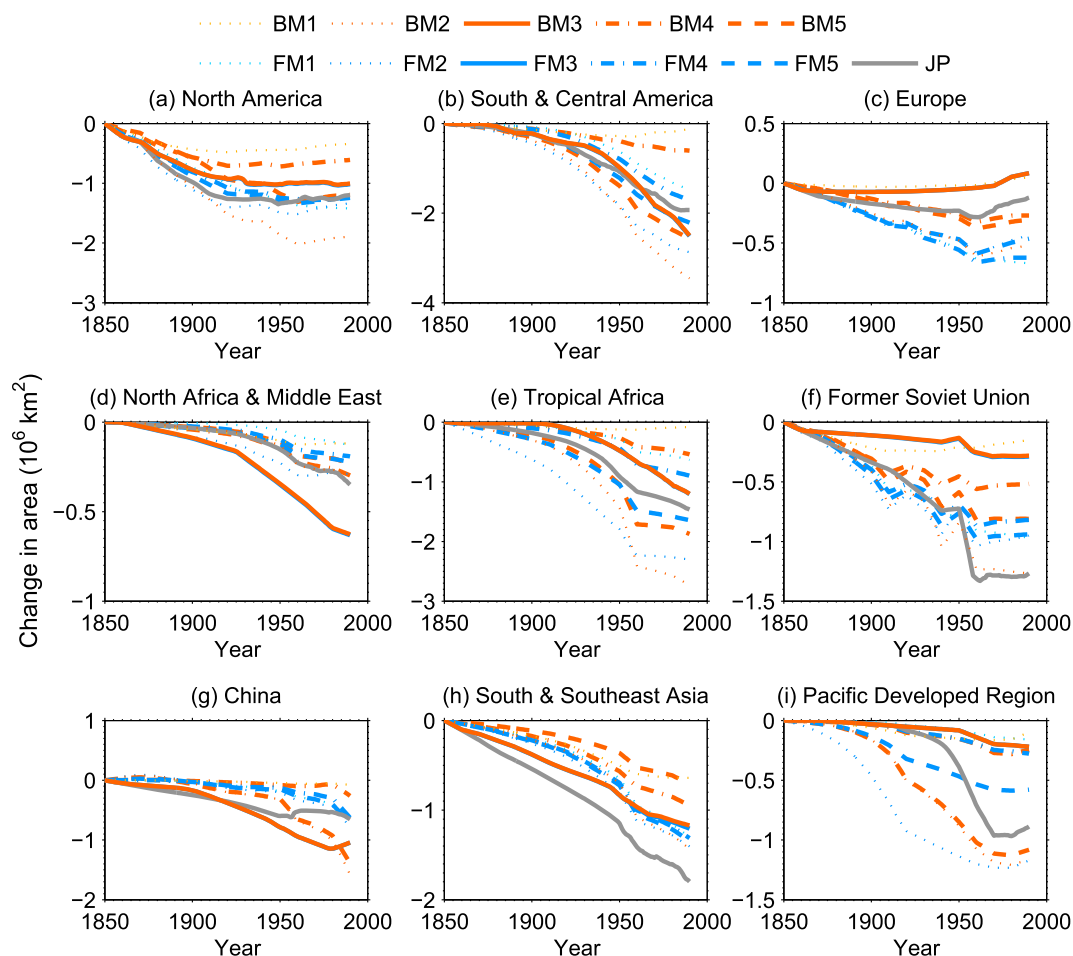 BM1 BM2 BM3 BM4 BM5
FM1 FM2 FM3 FM4 FM5 JP
(a) North America
(b) South & Central America
(c) Europe
0
−1
−2
−3
1850 1900 1950 2000
Year
0
−2
−4
1850 1900 1950 2000
Year
0.5
0
−0.5
−1
1850 1900 1950 2000
Year
Change in area (10⁶ km²)
(d) North Africa & Middle East
(e) Tropical Africa
(f) Former Soviet Union
0
−0.5
−1
1850 1900 1950 2000
Year
0
−1
−2
−3
1850 1900 1950 2000
Year
0
−0.5
−1
−1.5
1850 1900 1950 2000
Year
(g) China
(h) South & Southeast Asia
(i) Pacific Developed Region
1
0
−1
−2
1850 1900 1950 2000
Year
0
−1
−2
1850 1900 1950 2000
Year
0
−0.5
−1
−1.5
1850 1900 1950 2000
Year